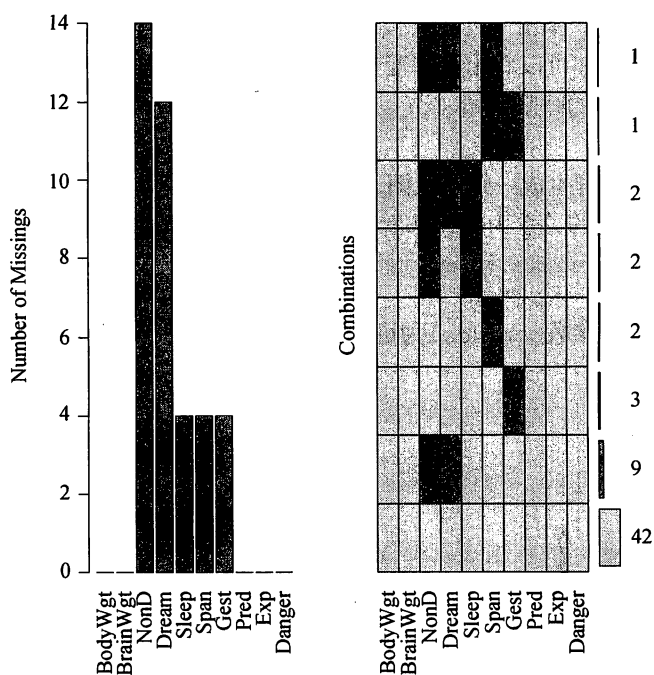 Number of Missings
14
12
10
8
6
4
2
0
BodyWgt
BrainWgt
NonD
Dream
Sleep
Span
Gest
Pred
Exp
Danger
Combinations
1
1
2
2
2
3
9
42
BodyWgt
BrainWgt
NonD
Dream
Sleep
Span
Gest
Pred
Exp
Danger